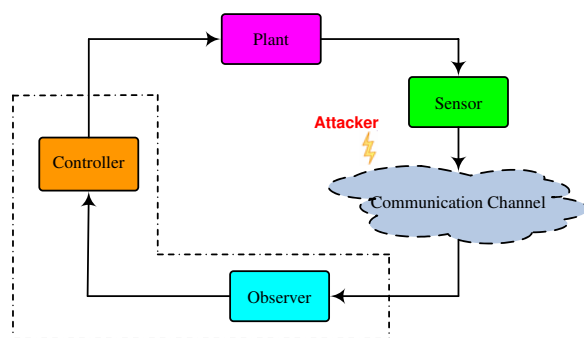 Plant
Sensor
Attacker
Controller
Communication Channel
Observer